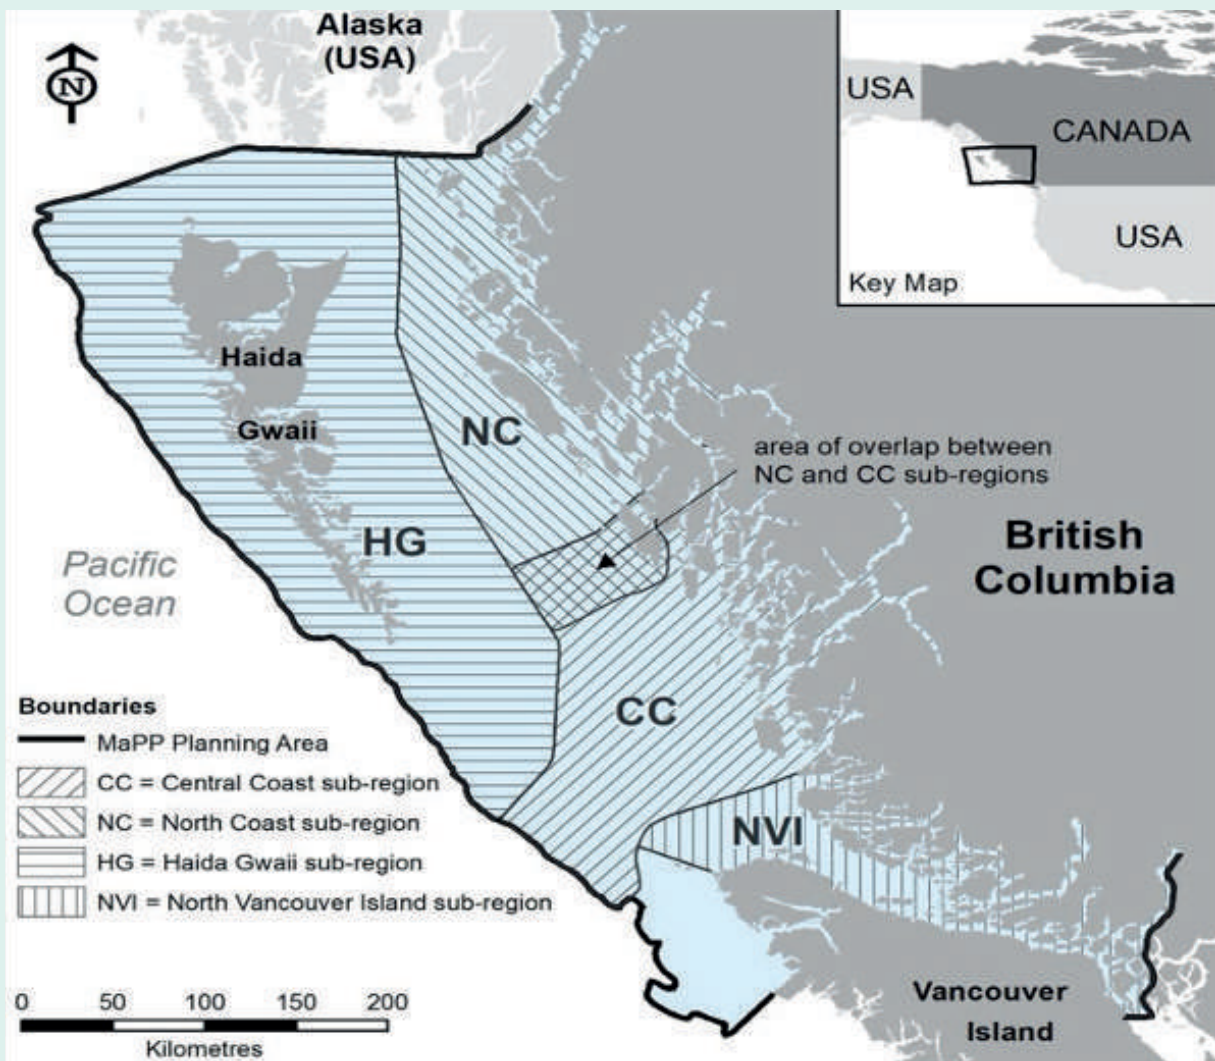 Alaska
(USA)
N
USA
CANADA
USA
Key Map
Haida
Gwaii
NC
area of overlap between
NC and CC sub-regions
HG
British
Columbia
Pacific
Ocean
CC
NVI
Boundaries
MaPP Planning Area
CC = Central Coast sub-region
NC = North Coast sub-region
HG = Haida Gwaii sub-region
NVI = North Vancouver Island sub-region
0 50 100 150 200
Kilometres
Vancouver
Island